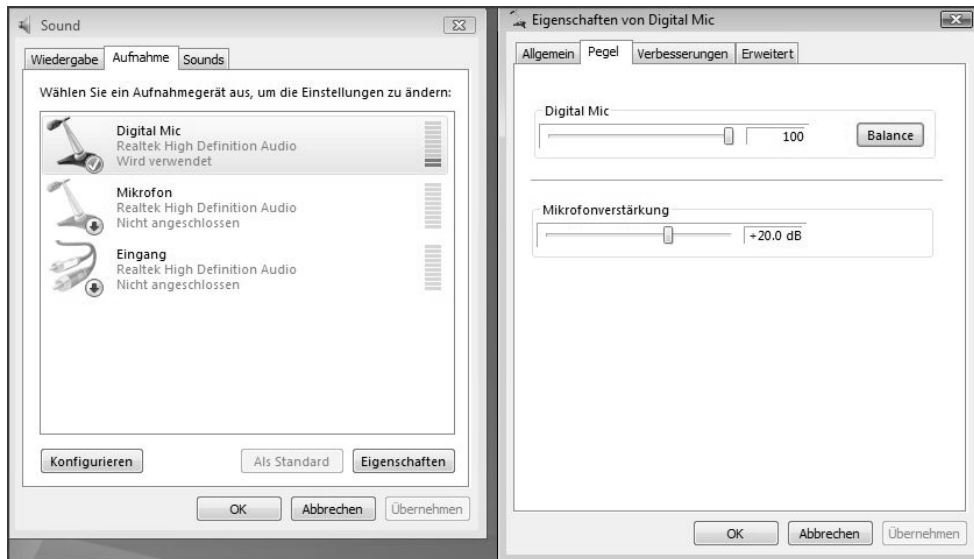 Sound
Wiedergabe Aufnahme Sounds
Wählen Sie ein Aufnahmegerät aus, um die Einstellungen zu ändern:
Digital Mic
Realtek High Definition Audio
Wird verwendet
Mikrofon
Realtek High Definition Audio
Nicht angeschlossen
Eingang
Realtek High Definition Audio
Nicht angeschlossen
Konfigurieren Als Standard Eigenschaften
OK Abbrechen Übernehmen
Eigenschaften von Digital Mic
Allgemein Pegel Verbesserungen Erweitert
Digital Mic
100 Balance
Mikrofonverstärkung
+20.0 dB
OK Abbrechen Übernehmen